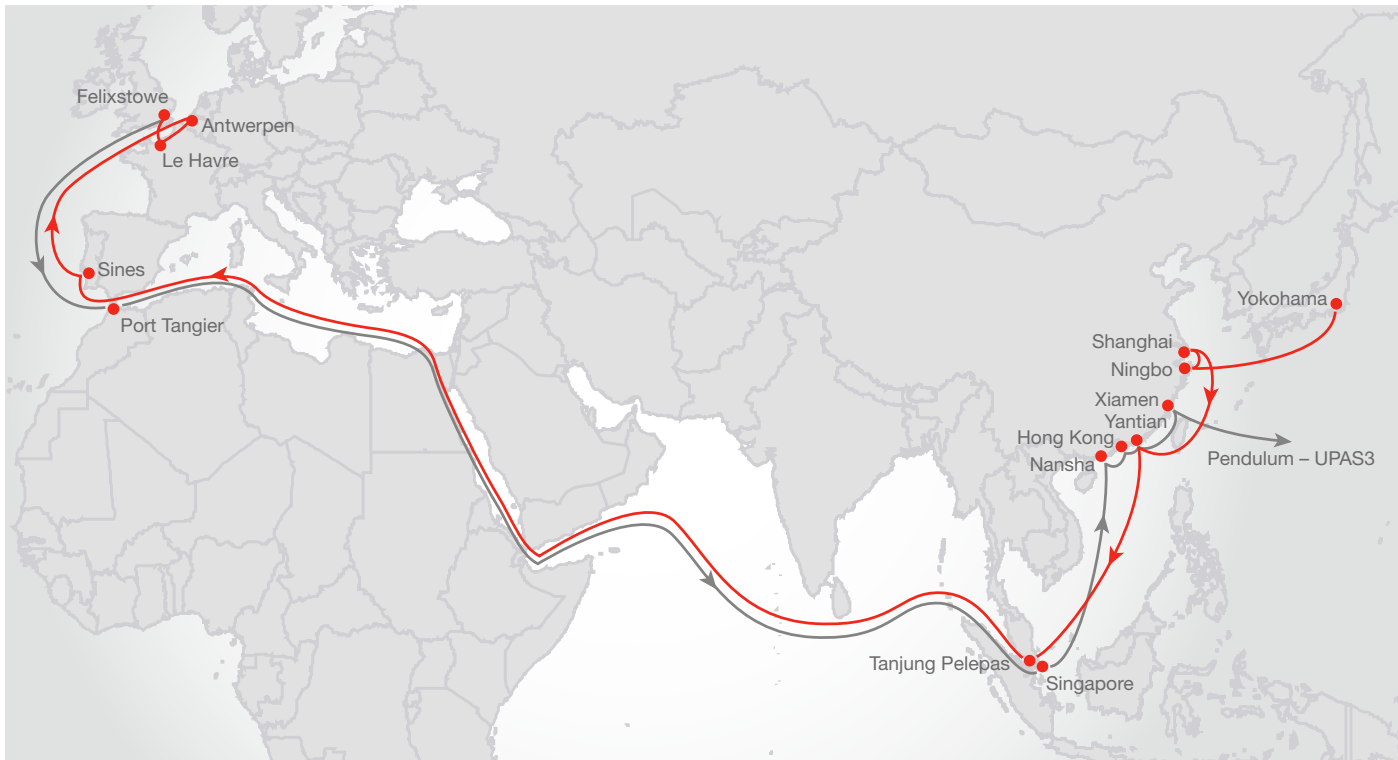 Felixstowe
Antwerpen
Le Havre
Sines
Port Tangier
Yokohama
Shanghai
Ningbo
Xiamen
Yantian
Hong Kong
Nansha
Pendulum – UPAS3
Tanjung Pelepas
Singapore